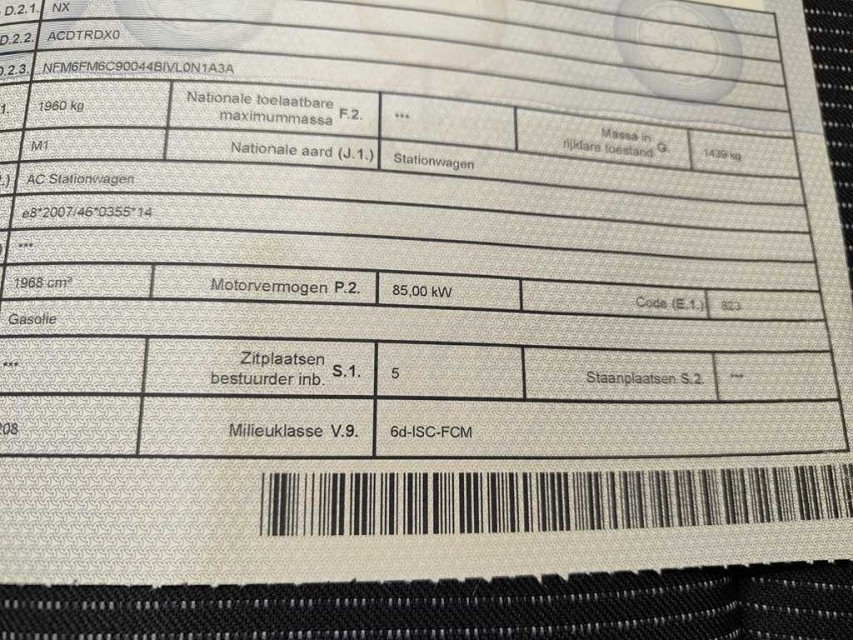 D.2.1. NX
D.2.2. ACDTRDX0
D.2.3. NFM6FM6C90044BIVL0N1A3A
1. 1960 kg Nationale toelaatbare maximummassa F.2. *** Massa in rijklare toestand G. 1439 kg
M1 Nationale aard (J.1.) Stationwagen
.) AC Stationwagen
e8*2007/46*0355*14
) ***
1968 cm³ Motorvermogen P.2. 85,00 kW Code (E.1.) 823
Gasolie
*** Zitplaatsen bestuurder inb. S.1. 5 Staanplaatsen S.2. ***
208 Milieuklasse V.9. 6d-ISC-FCM